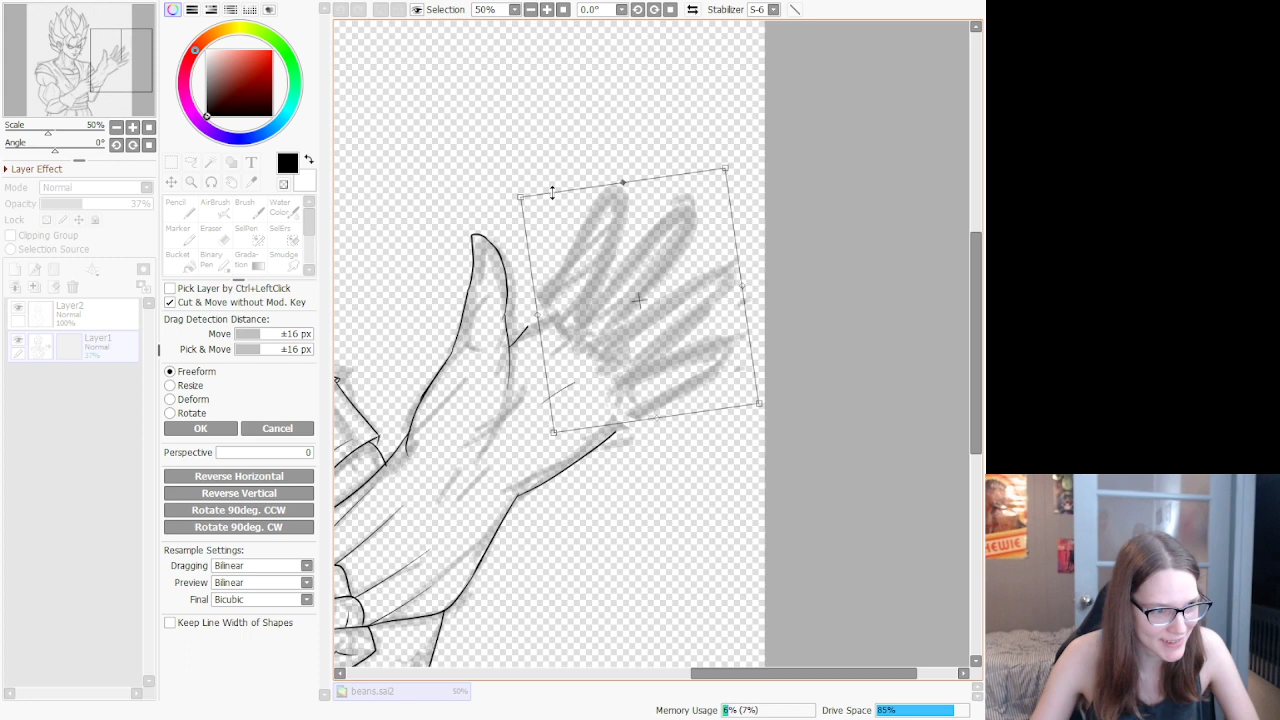 Selection 50% 0.0° Stabilizer S-6
Scale 50%
Angle 0°
Layer Effect
Mode Normal
Opacity 37%
Lock
Clipping Group
Selection Source
Layer2
Normal
100%
Layer1
Normal
37%
T
Pencil AirBrush Brush Water Color
Marker Eraser SelPen SelErs
Bucket Binary Pen Grada-tion Smudge
Pick Layer by Ctrl+LeftClick
Cut & Move without Mod. Key
Drag Detection Distance:
Move ±16 px
Pick & Move ±16 px
Freeform
Resize
Deform
Rotate
OK Cancel
Perspective 0
Reverse Horizontal
Reverse Vertical
Rotate 90deg. CCW
Rotate 90deg. CW
Resample Settings:
Dragging Bilinear
Preview Bilinear
Final Bicubic
Keep Line Width of Shapes
beans.sai2 50%
Memory Usage 6% (7%) Drive Space 85%
HEWIE